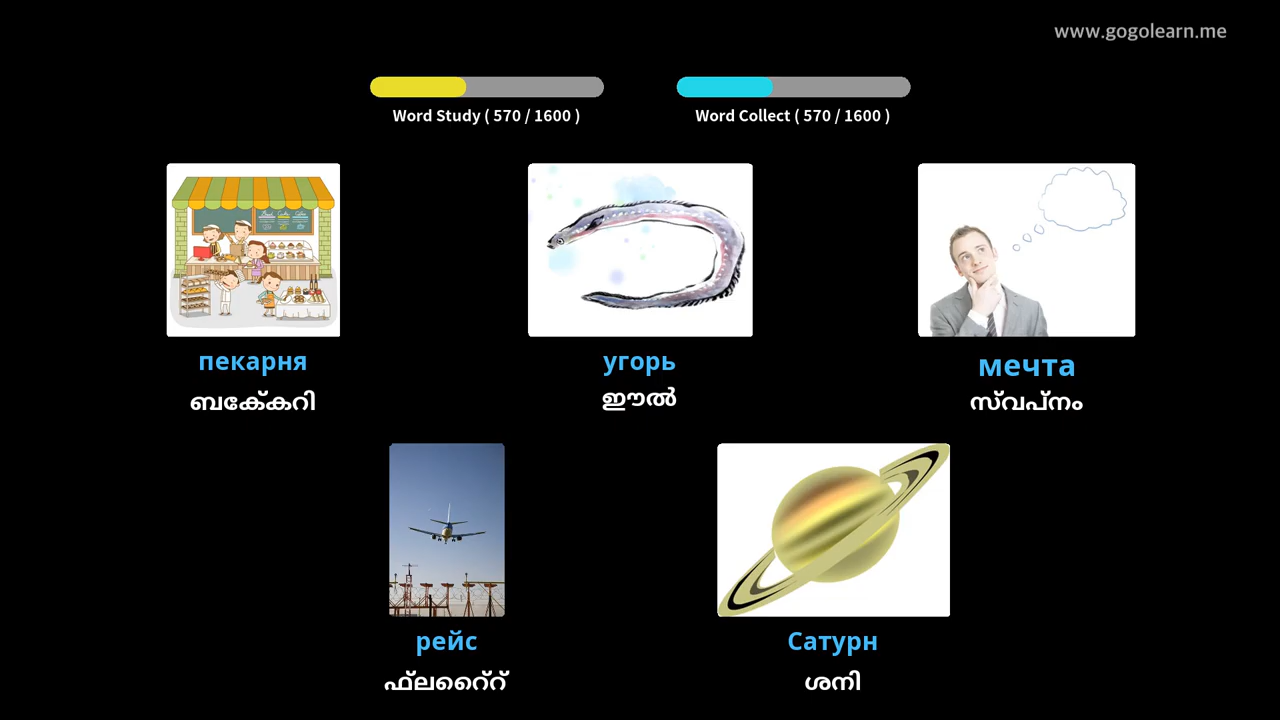 www.gogolearn.me
Word Study ( 570 / 1600 )
Word Collect ( 570 / 1600 )
пекарня
ബേക്കറി
угорь
ഈൽ
мечта
സ്വപ്നം
рейс
ഫ്ലൈറ്റ്
Сатурн
ശനി